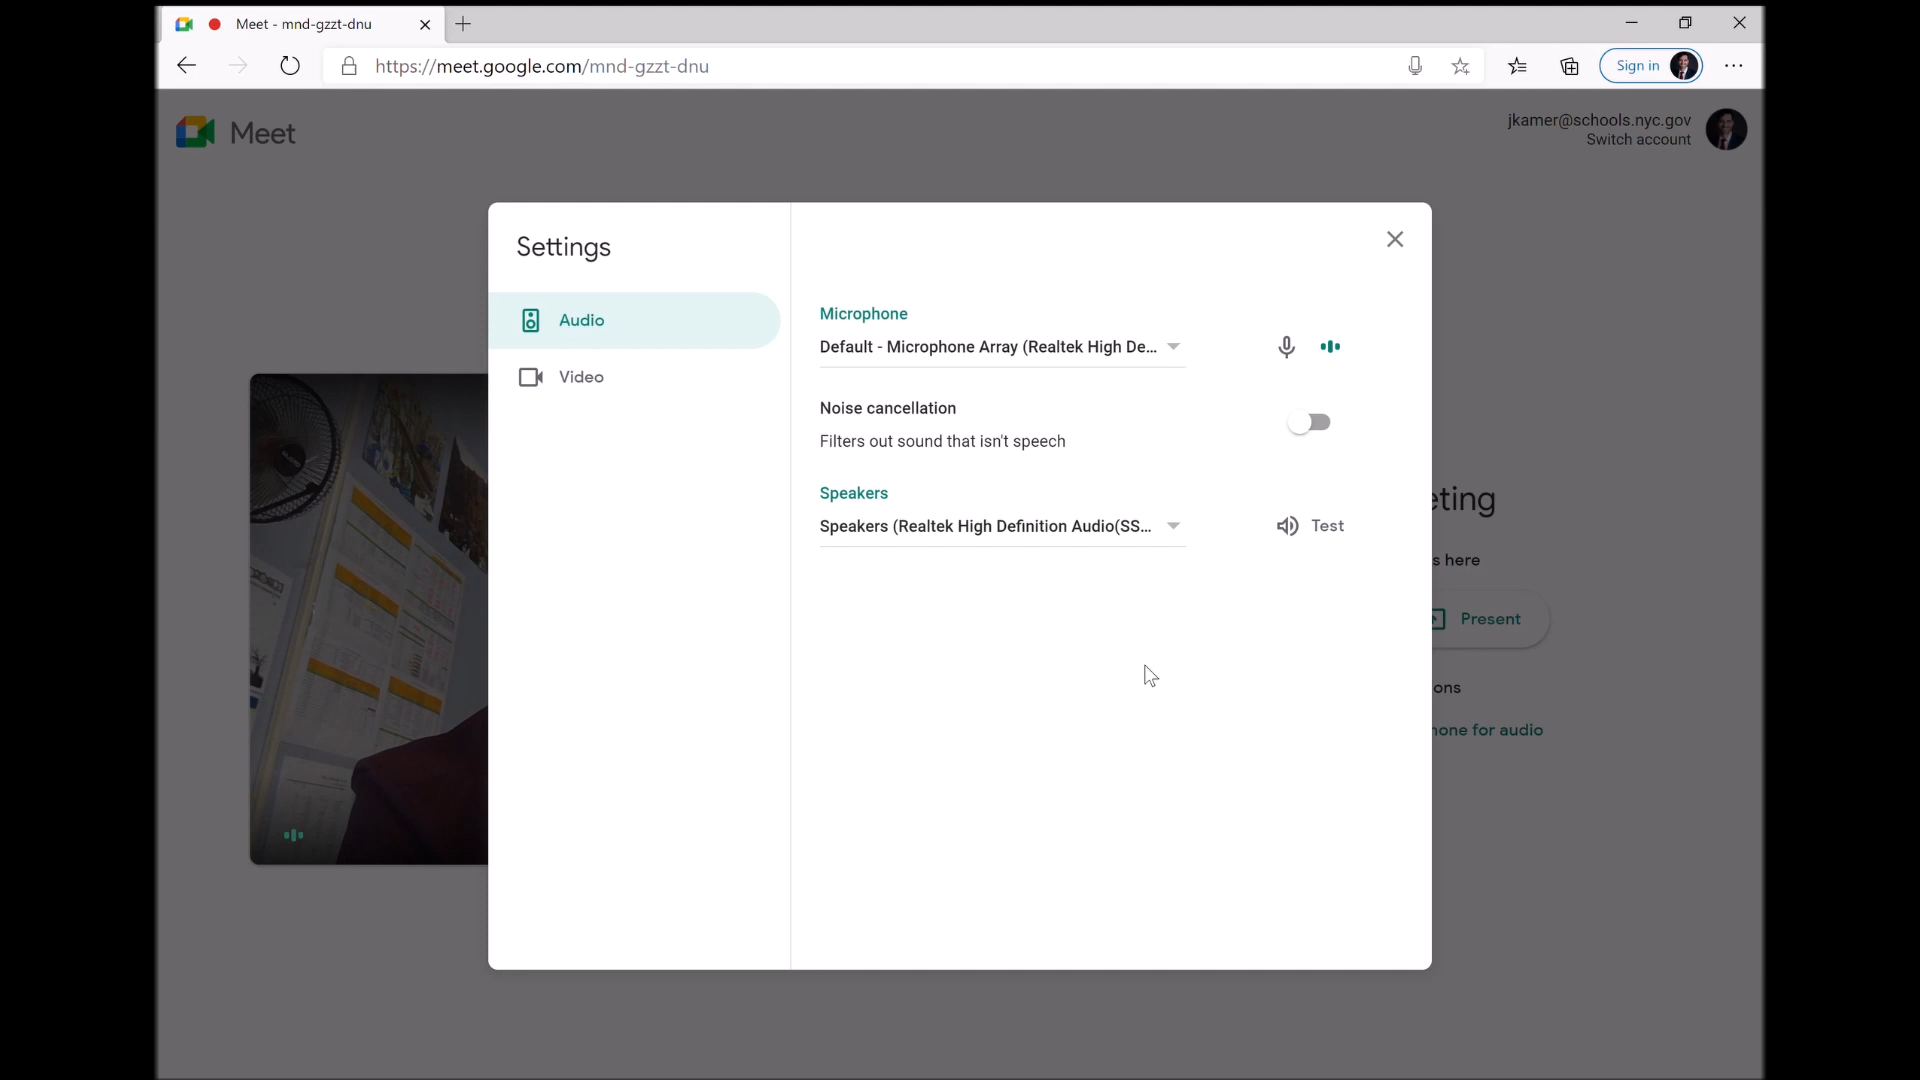 Meet - mnd-gzzt-dnu
https://meet.google.com/mnd-gzzt-dnu
Sign in
Meet
jkamer@schools.nyc.gov
Switch account
Settings
Audio
Video
Microphone
Default - Microphone Array (Realtek High De...
Noise cancellation
Filters out sound that isn't speech
Speakers
Speakers (Realtek High Definition Audio(SS...
Test
eting
s here
Present
ons
hone for audio